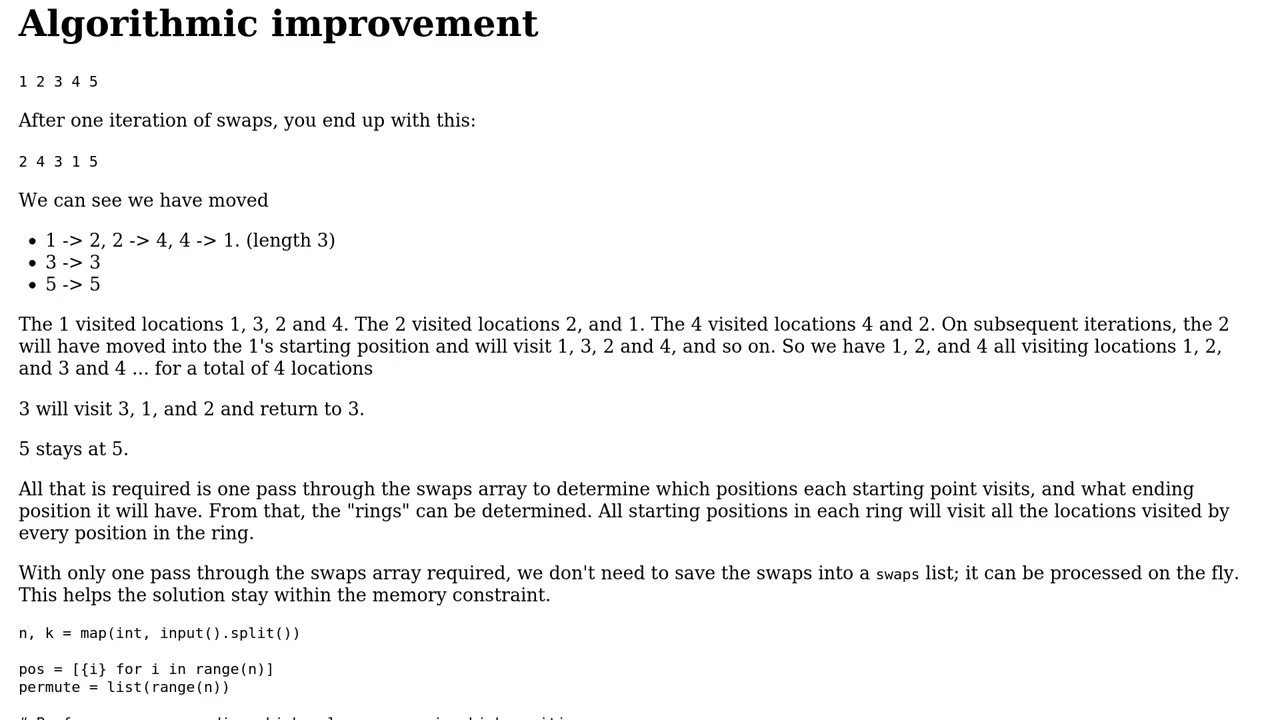 Algorithmic improvement
1 2 3 4 5
After one iteration of swaps, you end up with this:
2 4 3 1 5
We can see we have moved
• 1 -> 2, 2 -> 4, 4 -> 1. (length 3)
• 3 -> 3
• 5 -> 5
The 1 visited locations 1, 3, 2 and 4. The 2 visited locations 2, and 1. The 4 visited locations 4 and 2. On subsequent iterations, the 2
will have moved into the 1's starting position and will visit 1, 3, 2 and 4, and so on. So we have 1, 2, and 4 all visiting locations 1, 2,
and 3 and 4 ... for a total of 4 locations
3 will visit 3, 1, and 2 and return to 3.
5 stays at 5.
All that is required is one pass through the swaps array to determine which positions each starting point visits, and what ending
position it will have. From that, the "rings" can be determined. All starting positions in each ring will visit all the locations visited by
every position in the ring.
With only one pass through the swaps array required, we don't need to save the swaps into a swaps list; it can be processed on the fly.
This helps the solution stay within the memory constraint.
n, k = map(int, input().split())
pos = [{i} for i in range(n)]
permute = list(range(n))